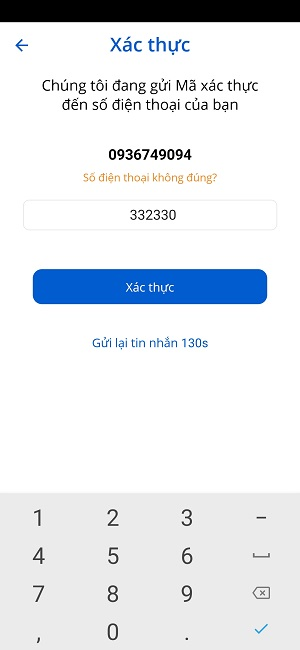 Xác thực
Chúng tôi đang gửi Mã xác thực
đến số điện thoại của bạn
0936749094
Số điện thoại không đúng?
332330
Xác thực
Gửi lại tin nhắn 130s
1 2 3 –
4 5 6
7 8 9
, 0 .